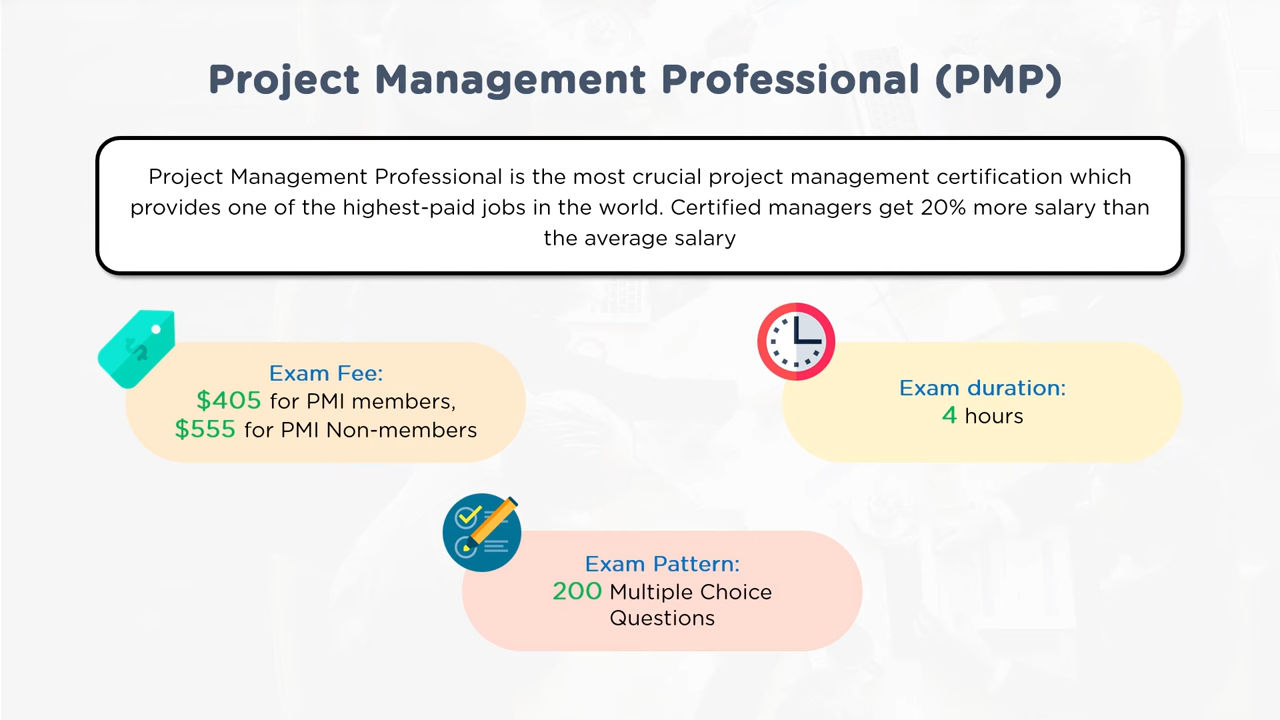 Project Management Professional (PMP)
Project Management Professional is the most crucial project management certification which
provides one of the highest-paid jobs in the world. Certified managers get 20% more salary than
the average salary
$
Exam Fee:
$405 for PMI members,
$555 for PMI Non-members
Exam duration:
4 hours
Exam Pattern:
200 Multiple Choice
Questions